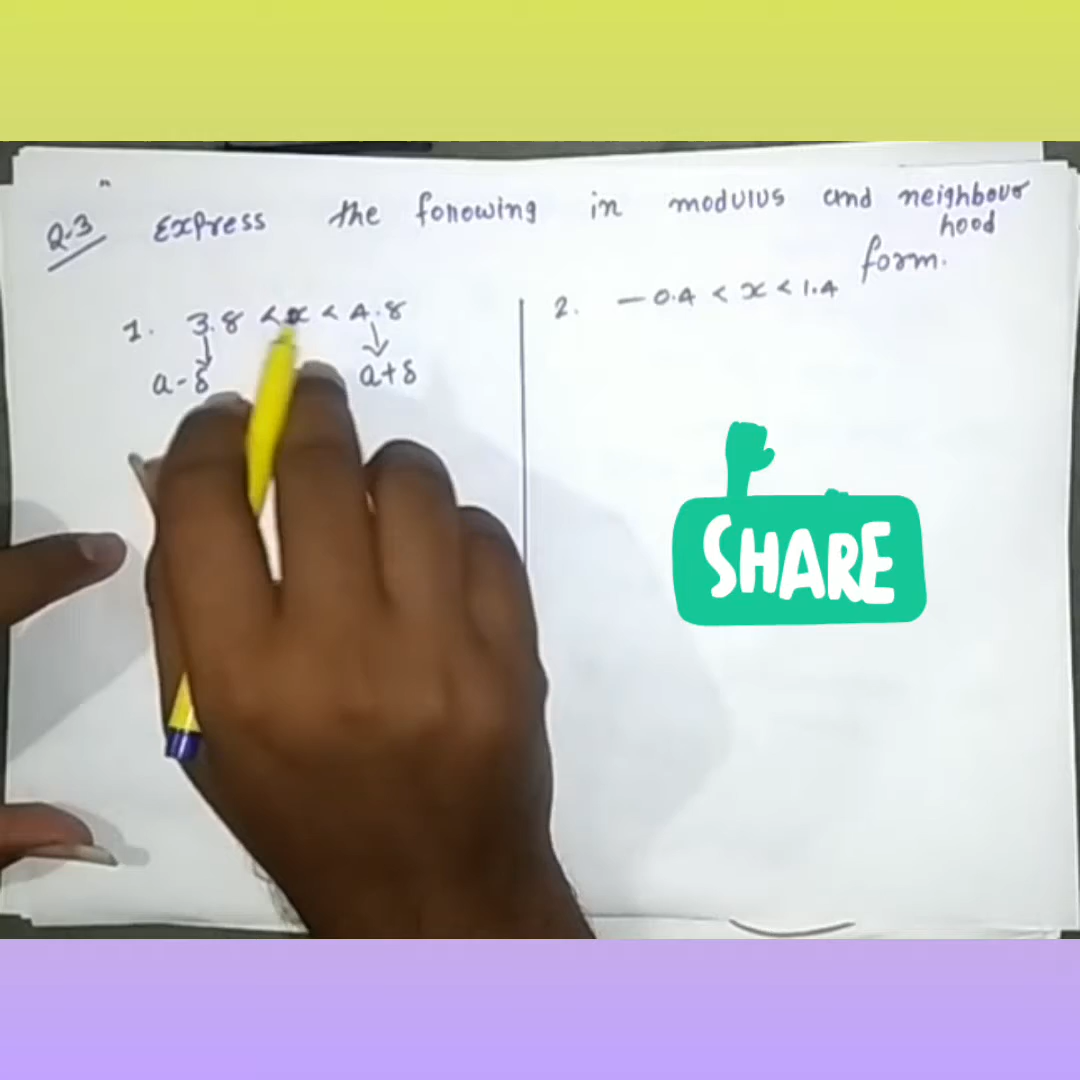 Q.3 Express the following in modulus and neighbour
hood
form.
1. 3.8 < x < 4.8
a-δ a+δ
2. -0.4 < x < 1.4
SHARE